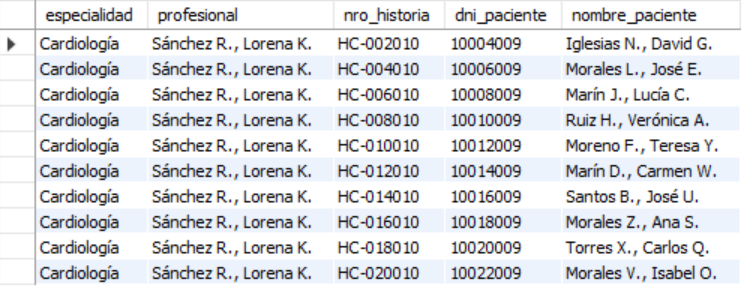 especialidad profesional nro_historia dni_paciente nombre_paciente
Cardiología Sánchez R., Lorena K. HC-002010 10004009 Iglesias N., David G.
Cardiología Sánchez R., Lorena K. HC-004010 10006009 Morales L., José E.
Cardiología Sánchez R., Lorena K. HC-006010 10008009 Marín J., Lucía C.
Cardiología Sánchez R., Lorena K. HC-008010 10010009 Ruiz H., Verónica A.
Cardiología Sánchez R., Lorena K. HC-010010 10012009 Moreno F., Teresa Y.
Cardiología Sánchez R., Lorena K. HC-012010 10014009 Marín D., Carmen W.
Cardiología Sánchez R., Lorena K. HC-014010 10016009 Santos B., José U.
Cardiología Sánchez R., Lorena K. HC-016010 10018009 Morales Z., Ana S.
Cardiología Sánchez R., Lorena K. HC-018010 10020009 Torres X., Carlos Q.
Cardiología Sánchez R., Lorena K. HC-020010 10022009 Morales V., Isabel O.